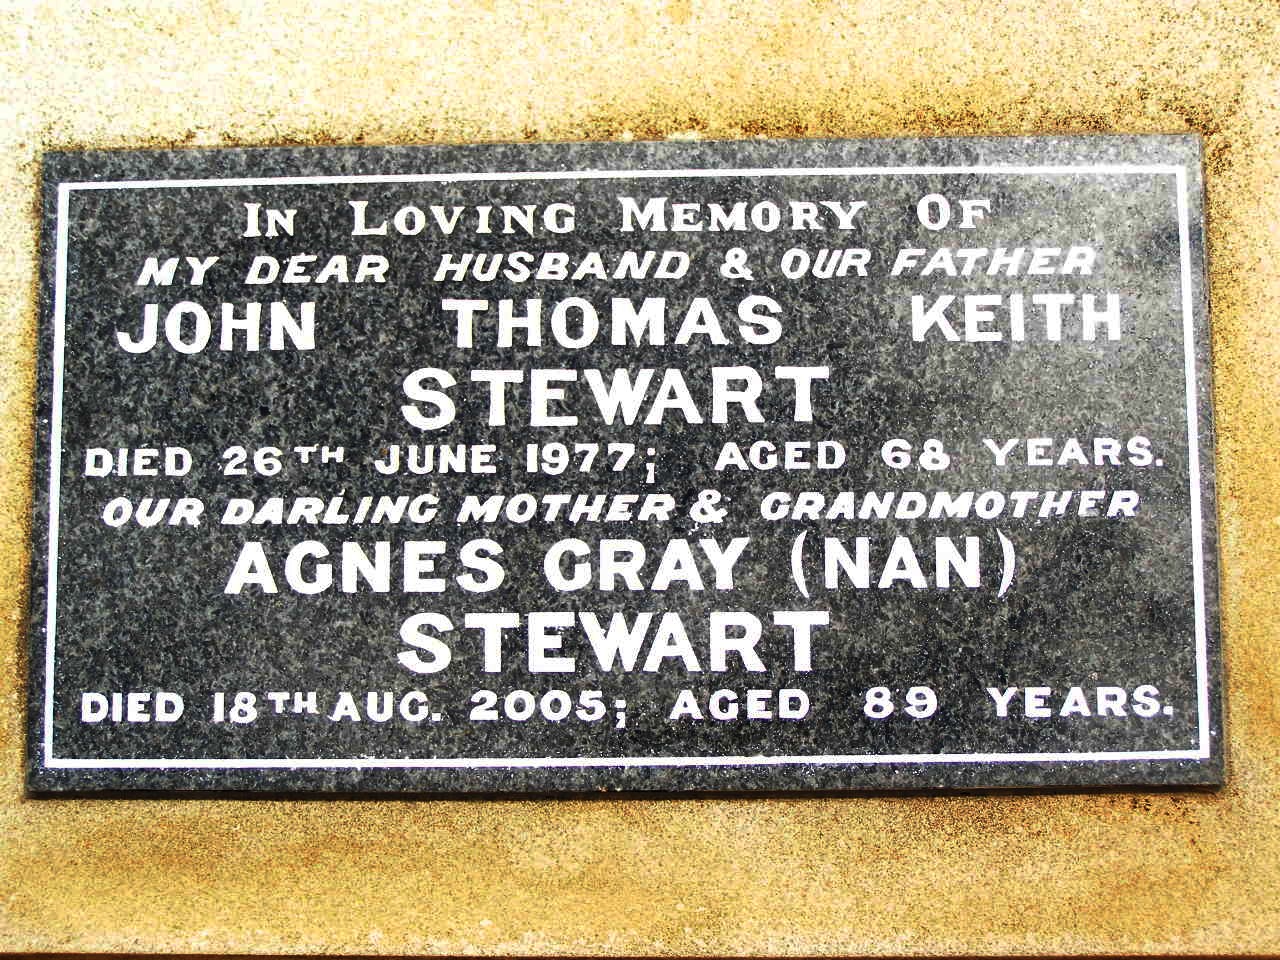 IN LOVING MEMORY OF
MY DEAR HUSBAND & OUR FATHER
JOHN THOMAS KEITH
STEWART
DIED 26TH JUNE 1977; AGED 68 YEARS.
OUR DARLING MOTHER & GRANDMOTHER
AGNES GRAY (NAN)
STEWART
DIED 18TH AUG. 2005; AGED 89 YEARS.